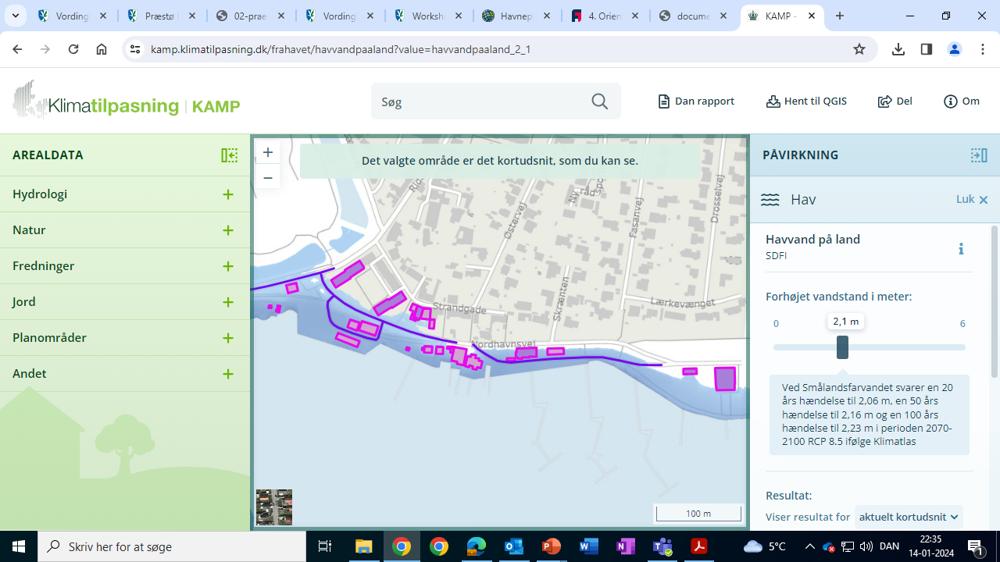 Vording
Præstø
02-prae
Vording
Worksh
Havnep
4. Orien
docume
KAMP -
kamp.klimatilpasning.dk/frahavet/havvandpaaland?value=havvandpaaland_2_1
Klimatilpasning | KAMP
Søg
Dan rapport
Hent til QGIS
Del
Om
AREALDATA
Hydrologi
Natur
Fredninger
Jord
Planområder
Andet
Det valgte område er det kortudsnit, som du kan se.
Østervej
Ny
Fasanvej
Drosselvej
Skrænten
Lærkevænget
Strandgade
Nordhavnsvej
100 m
PÅVIRKNING
Hav
Luk
Havvand på land
SDFI
Forhøjet vandstand i meter:
0
2,1 m
6
Ved Smålandsfarvandet svarer en 20
års hændelse til 2,06 m, en 50 års
hændelse til 2,16 m og en 100 års
hændelse til 2,23 m i perioden 2070-
2100 RCP 8.5 ifølge Klimatlas
Resultat:
Viser resultat for aktuelt kortudsnit
Skriv her for at søge
5°C
DAN
22:35
14-01-2024
1